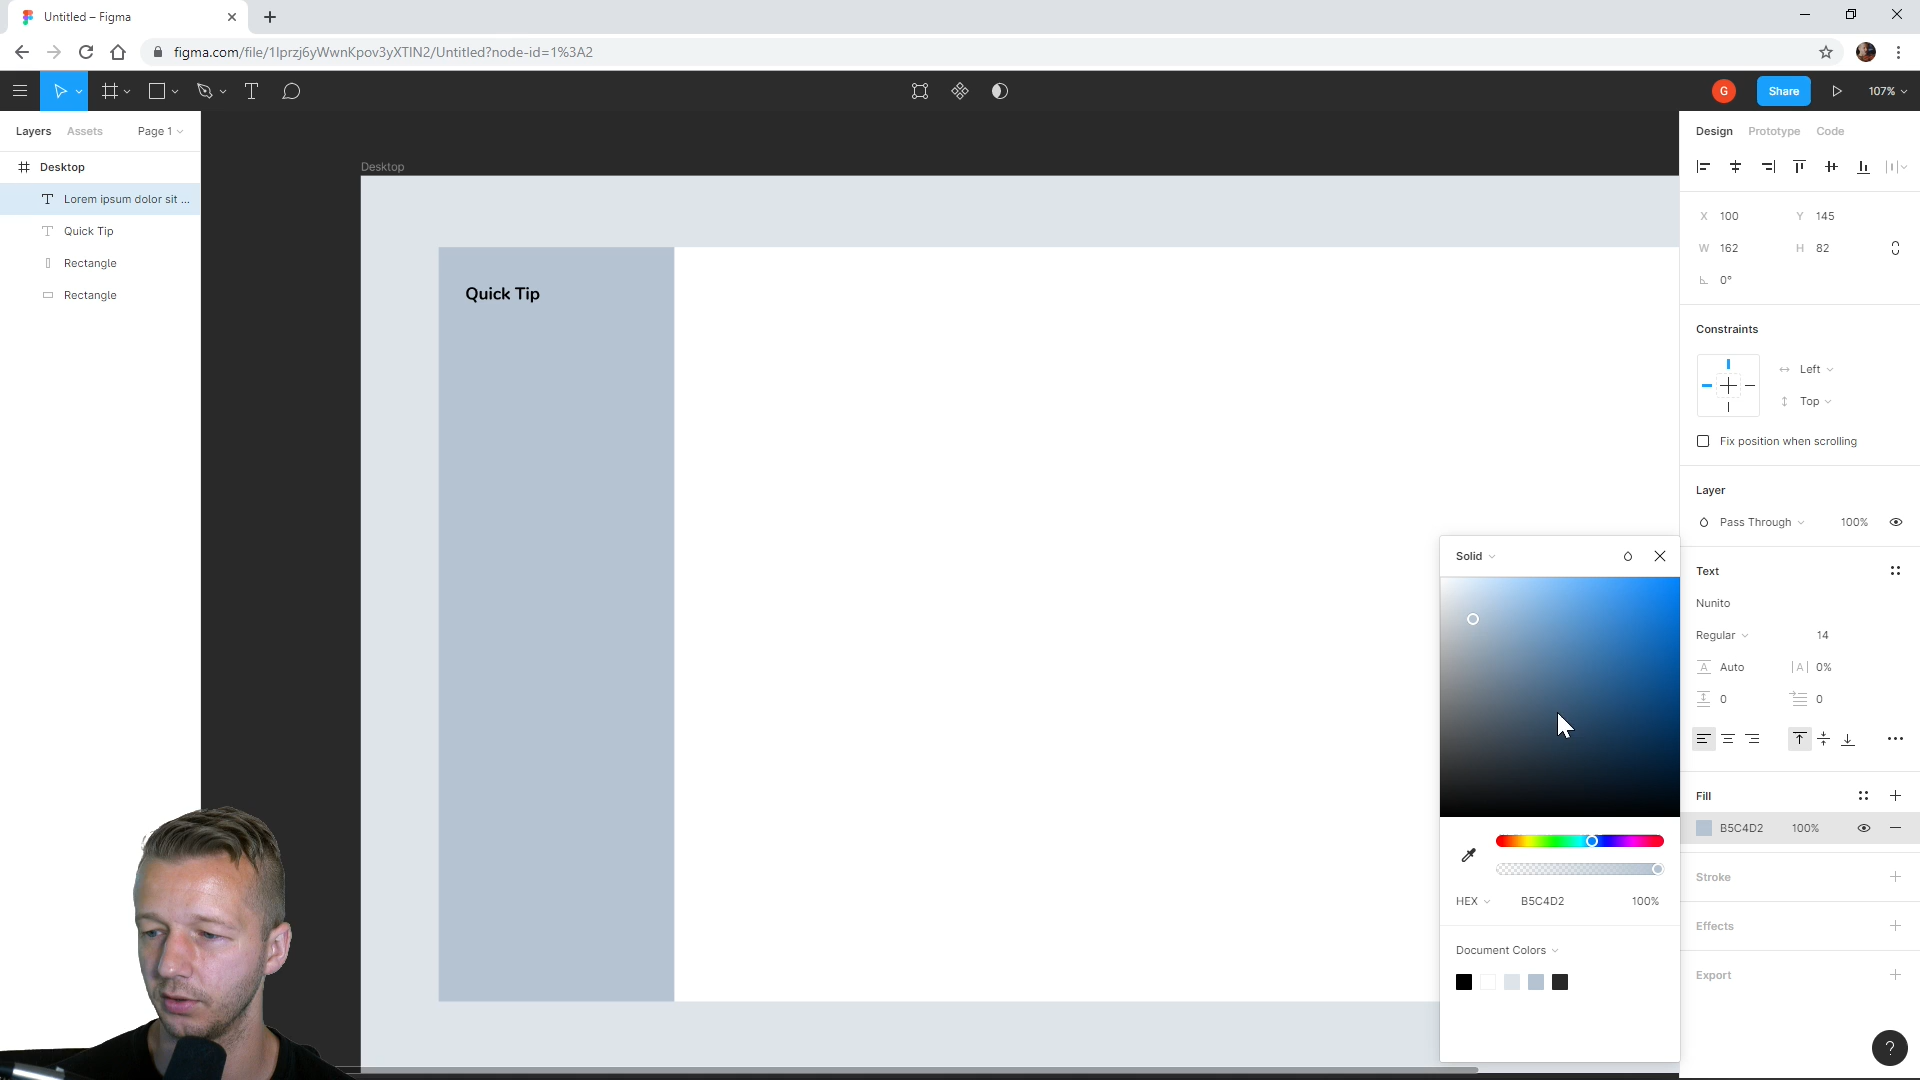 Untitled – Figma
figma.com/file/1Iprzj6yWwnKpov3yXTIN2/Untitled?node-id=1%3A2
G
Share
107%
Layers
Assets
Page 1
Design
Prototype
Code
Desktop
Lorem ipsum dolor sit ...
Quick Tip
Rectangle
Rectangle
Desktop
Quick Tip
X 100
Y 145
W 162
H 82
0°
Constraints
Left
Top
Fix position when scrolling
Layer
Pass Through
100%
Text
Nunito
Regular
14
A Auto
|A| 0%
0
0
Fill
B5C4D2
100%
Stroke
Effects
Export
Solid
HEX
B5C4D2
100%
Document Colors
?